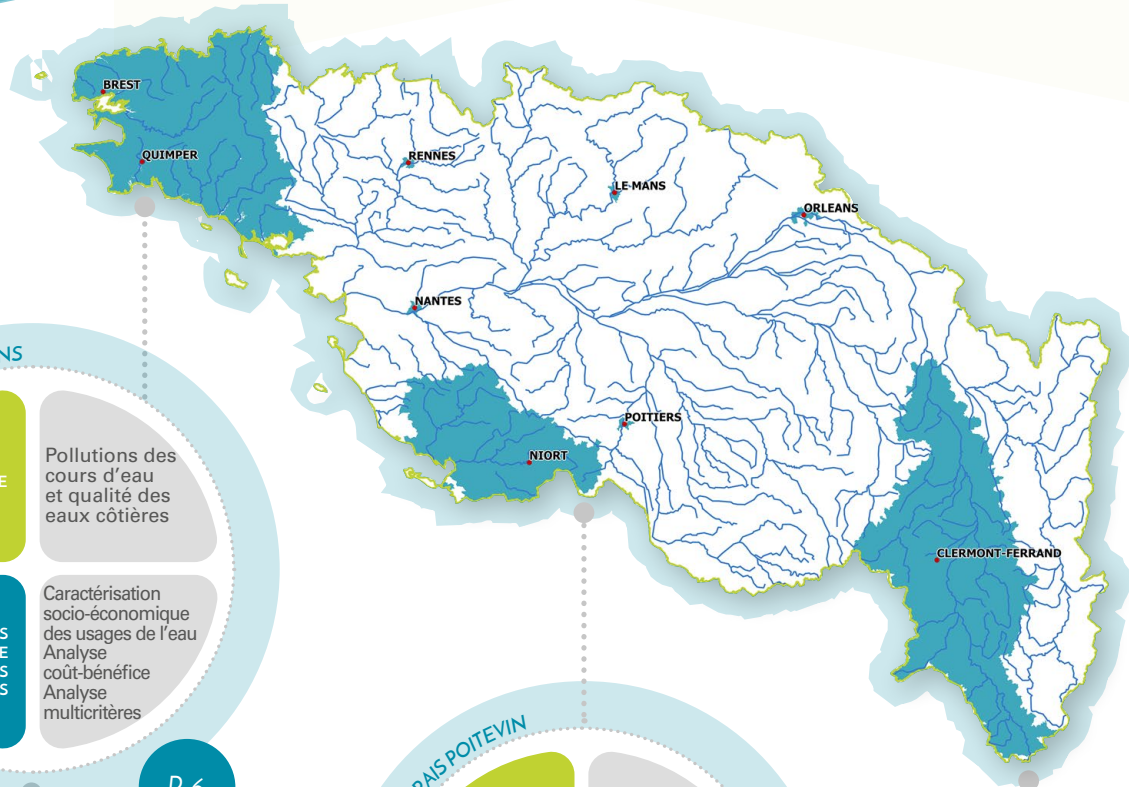 BREST
QUIMPER
RENNES
LE MANS
ORLEANS
NANTES
POITIERS
NIORT
CLERMONT-FERRAND
NS
E
Pollutions des
cours d'eau
et qualité des
eaux côtières
S
E
S
S
Caractérisation
socio-économique
des usages de l'eau
Analyse
coût-bénéfice
Analyse
multicritères
RAIS POITEVIN